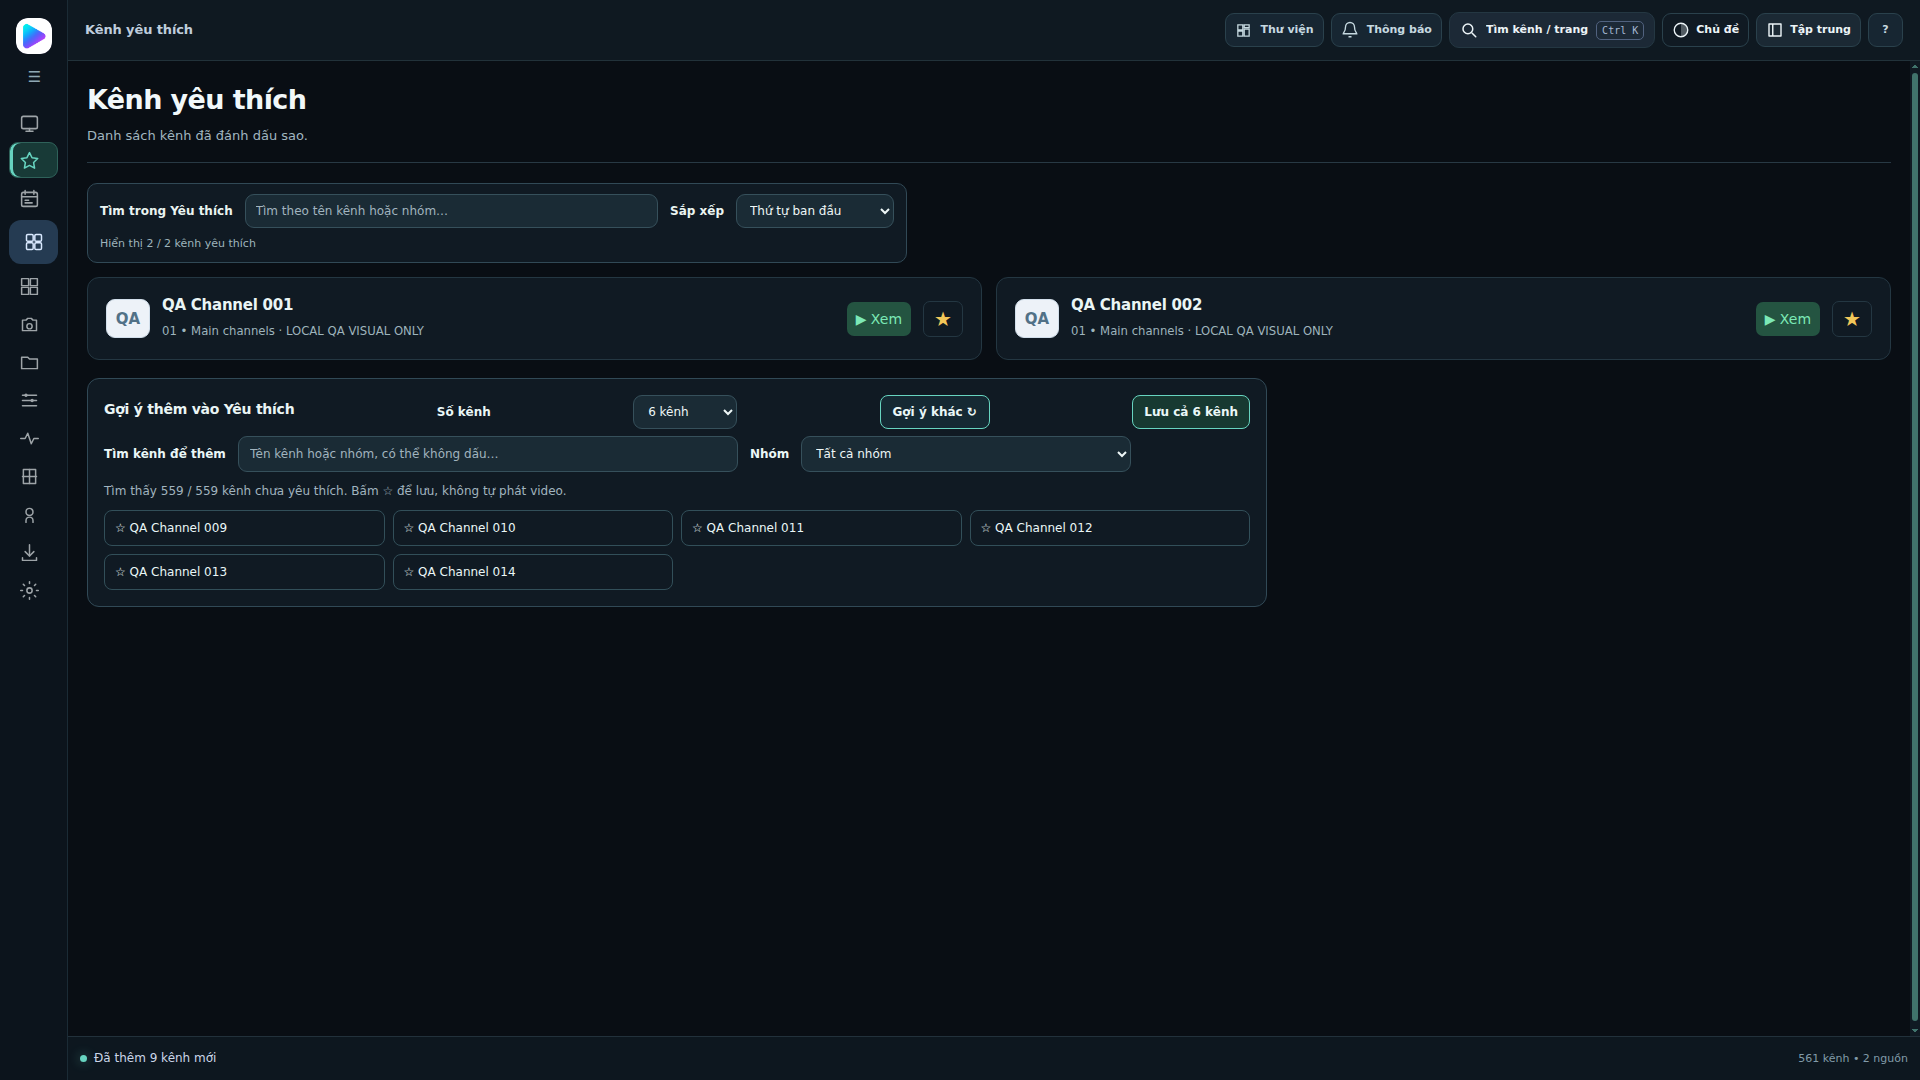 Kênh yêu thích
Thư viện
Thông báo
Tìm kênh / trang Ctrl K
Chủ đề
Tập trung
?
Kênh yêu thích
Danh sách kênh đã đánh dấu sao.
Tìm trong Yêu thích Tìm theo tên kênh hoặc nhóm... Sắp xếp Thứ tự ban đầu
Hiển thị 2 / 2 kênh yêu thích
QA QA Channel 001
01 • Main channels · LOCAL QA VISUAL ONLY
▶ Xem ★
QA QA Channel 002
01 • Main channels · LOCAL QA VISUAL ONLY
▶ Xem ★
Gợi ý thêm vào Yêu thích Số kênh 6 kênh Gợi ý khác ↻ Lưu cả 6 kênh
Tìm kênh để thêm Tên kênh hoặc nhóm, có thể không dấu... Nhóm Tất cả nhóm
Tìm thấy 559 / 559 kênh chưa yêu thích. Bấm ☆ để lưu, không tự phát video.
☆ QA Channel 009 ☆ QA Channel 010 ☆ QA Channel 011 ☆ QA Channel 012
☆ QA Channel 013 ☆ QA Channel 014
Đã thêm 9 kênh mới
561 kênh • 2 nguồn